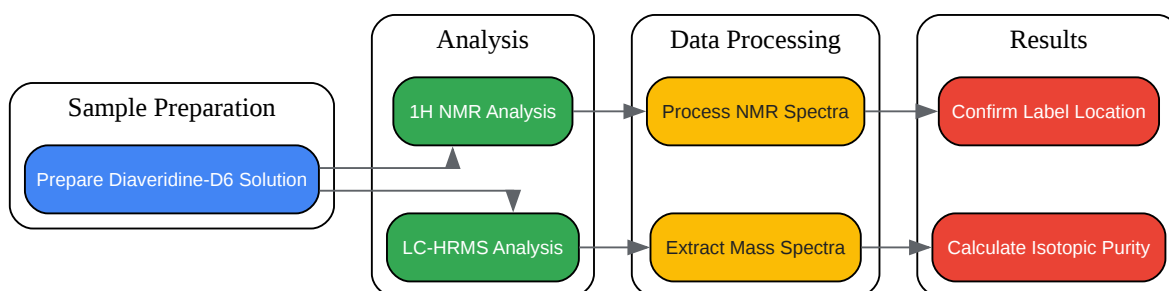 Sample Preparation
Prepare Diaveridine-D6 Solution
Analysis
1H NMR Analysis
LC-HRMS Analysis
Data Processing
Process NMR Spectra
Extract Mass Spectra
Results
Confirm Label Location
Calculate Isotopic Purity